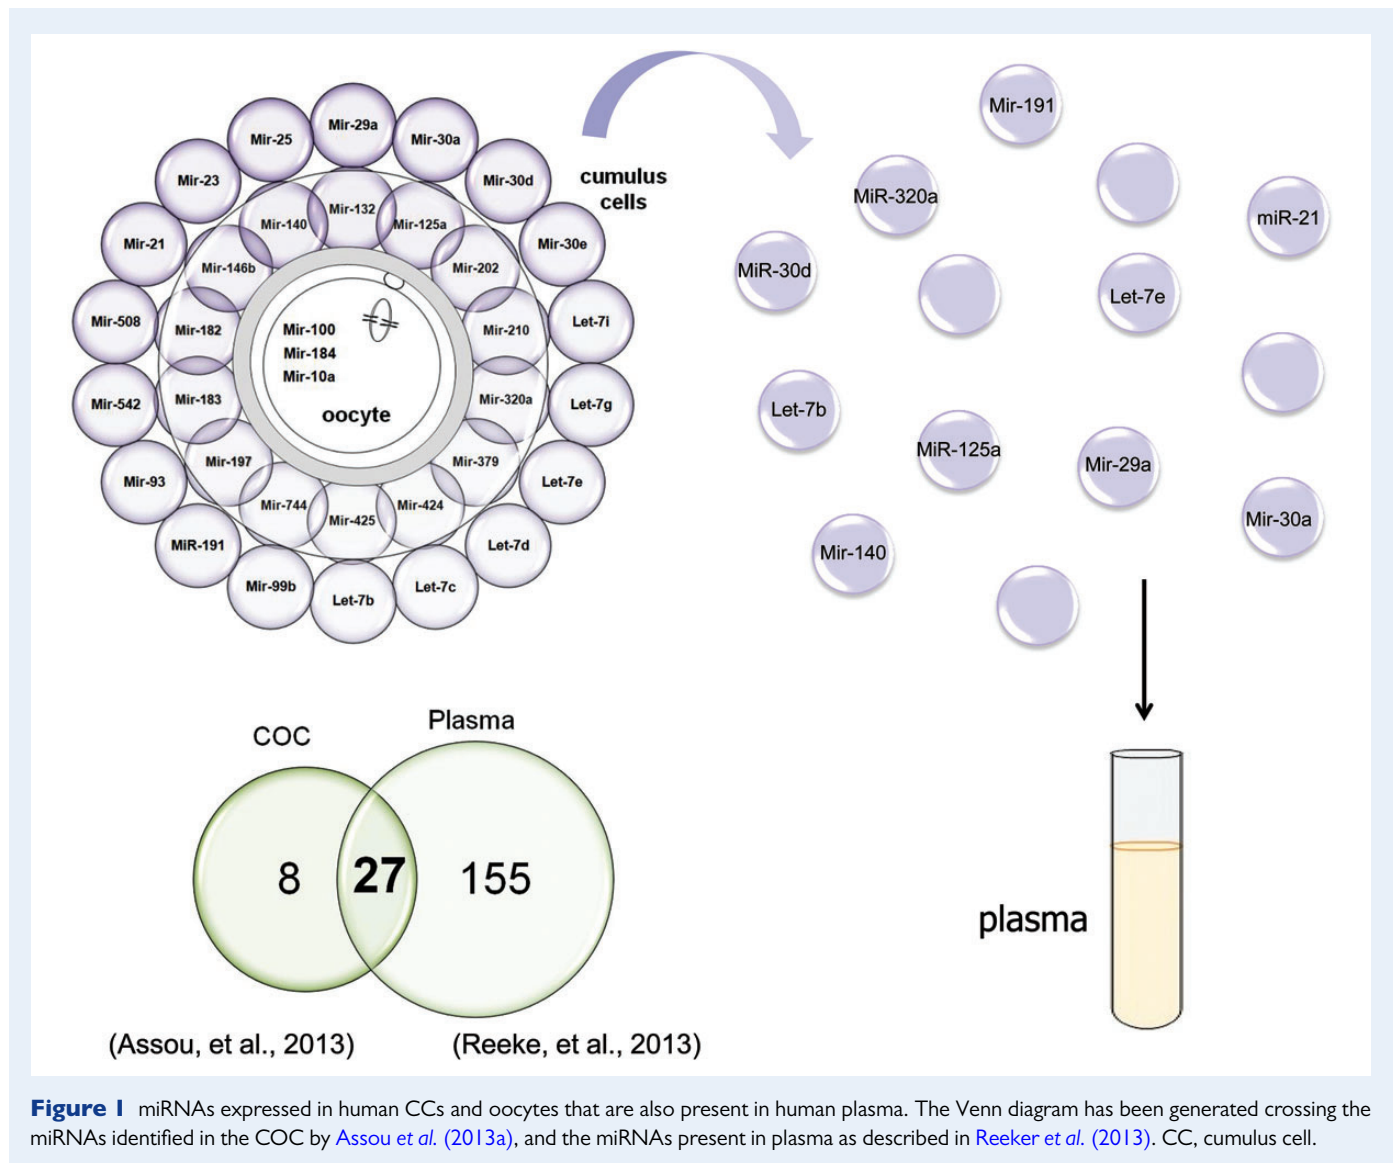 Mir-29a
Mir-25
Mir-30a
Mir-23
Mir-30d
Mir-21
Mir-30e
Mir-508
Let-7i
Mir-542
Let-7g
Mir-93
Let-7e
MiR-191
Let-7d
Mir-99b
Let-7c
Let-7b
Mir-132
Mir-140
Mir-125a
Mir-146b
Mir-202
Mir-182
Mir-210
Mir-183
Mir-320a
Mir-197
Mir-379
Mir-744
Mir-424
Mir-425
Mir-100
Mir-184
Mir-10a
oocyte
cumulus
cells
Mir-191
MiR-320a
miR-21
MiR-30d
Let-7e
Let-7b
MiR-125a
Mir-29a
Mir-30a
Mir-140
plasma
COC
Plasma
8
27
155
(Assou, et al., 2013)
(Reeke, et al., 2013)
Figure 1 miRNAs expressed in human CCs and oocytes that are also present in human plasma. The Venn diagram has been generated crossing the
miRNAs identified in the COC by Assou et al. (2013a), and the miRNAs present in plasma as described in Reeker et al. (2013). CC, cumulus cell.